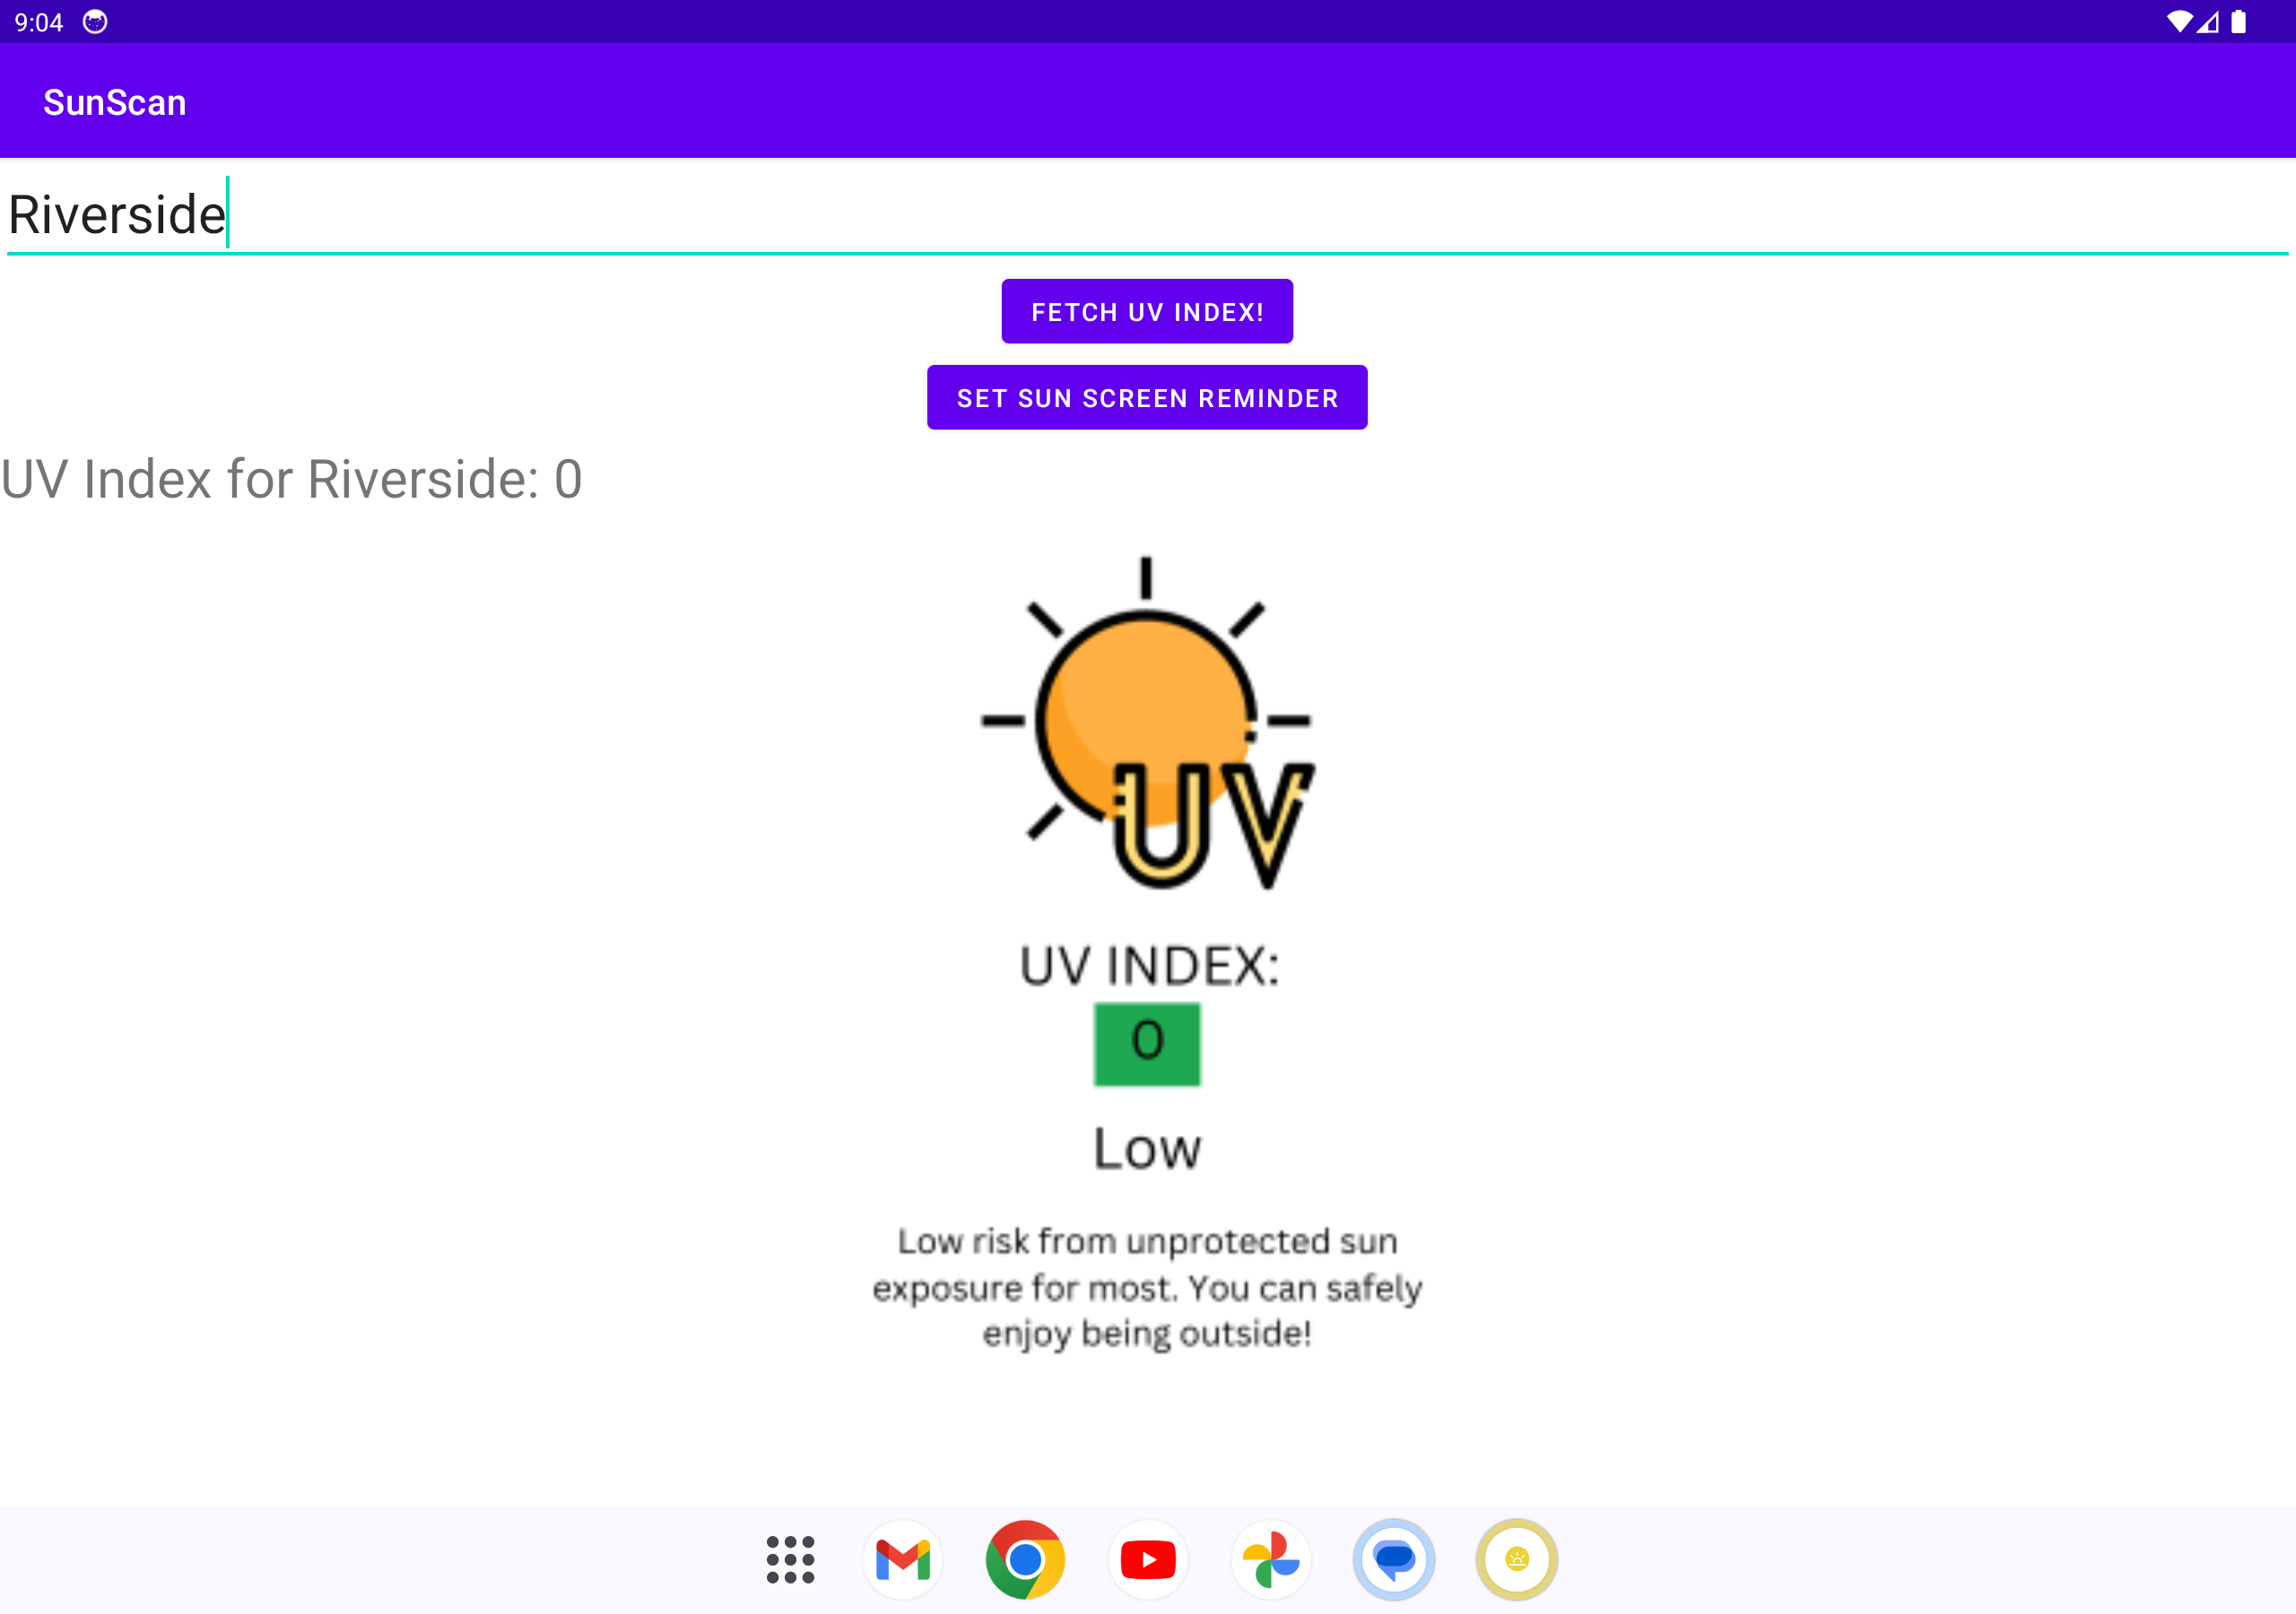 9:04
SunScan
Riverside
FETCH UV INDEX!
SET SUN SCREEN REMINDER
UV Index for Riverside: 0
UV
UV INDEX:
0
Low
Low risk from unprotected sun
exposure for most. You can safely
enjoy being outside!